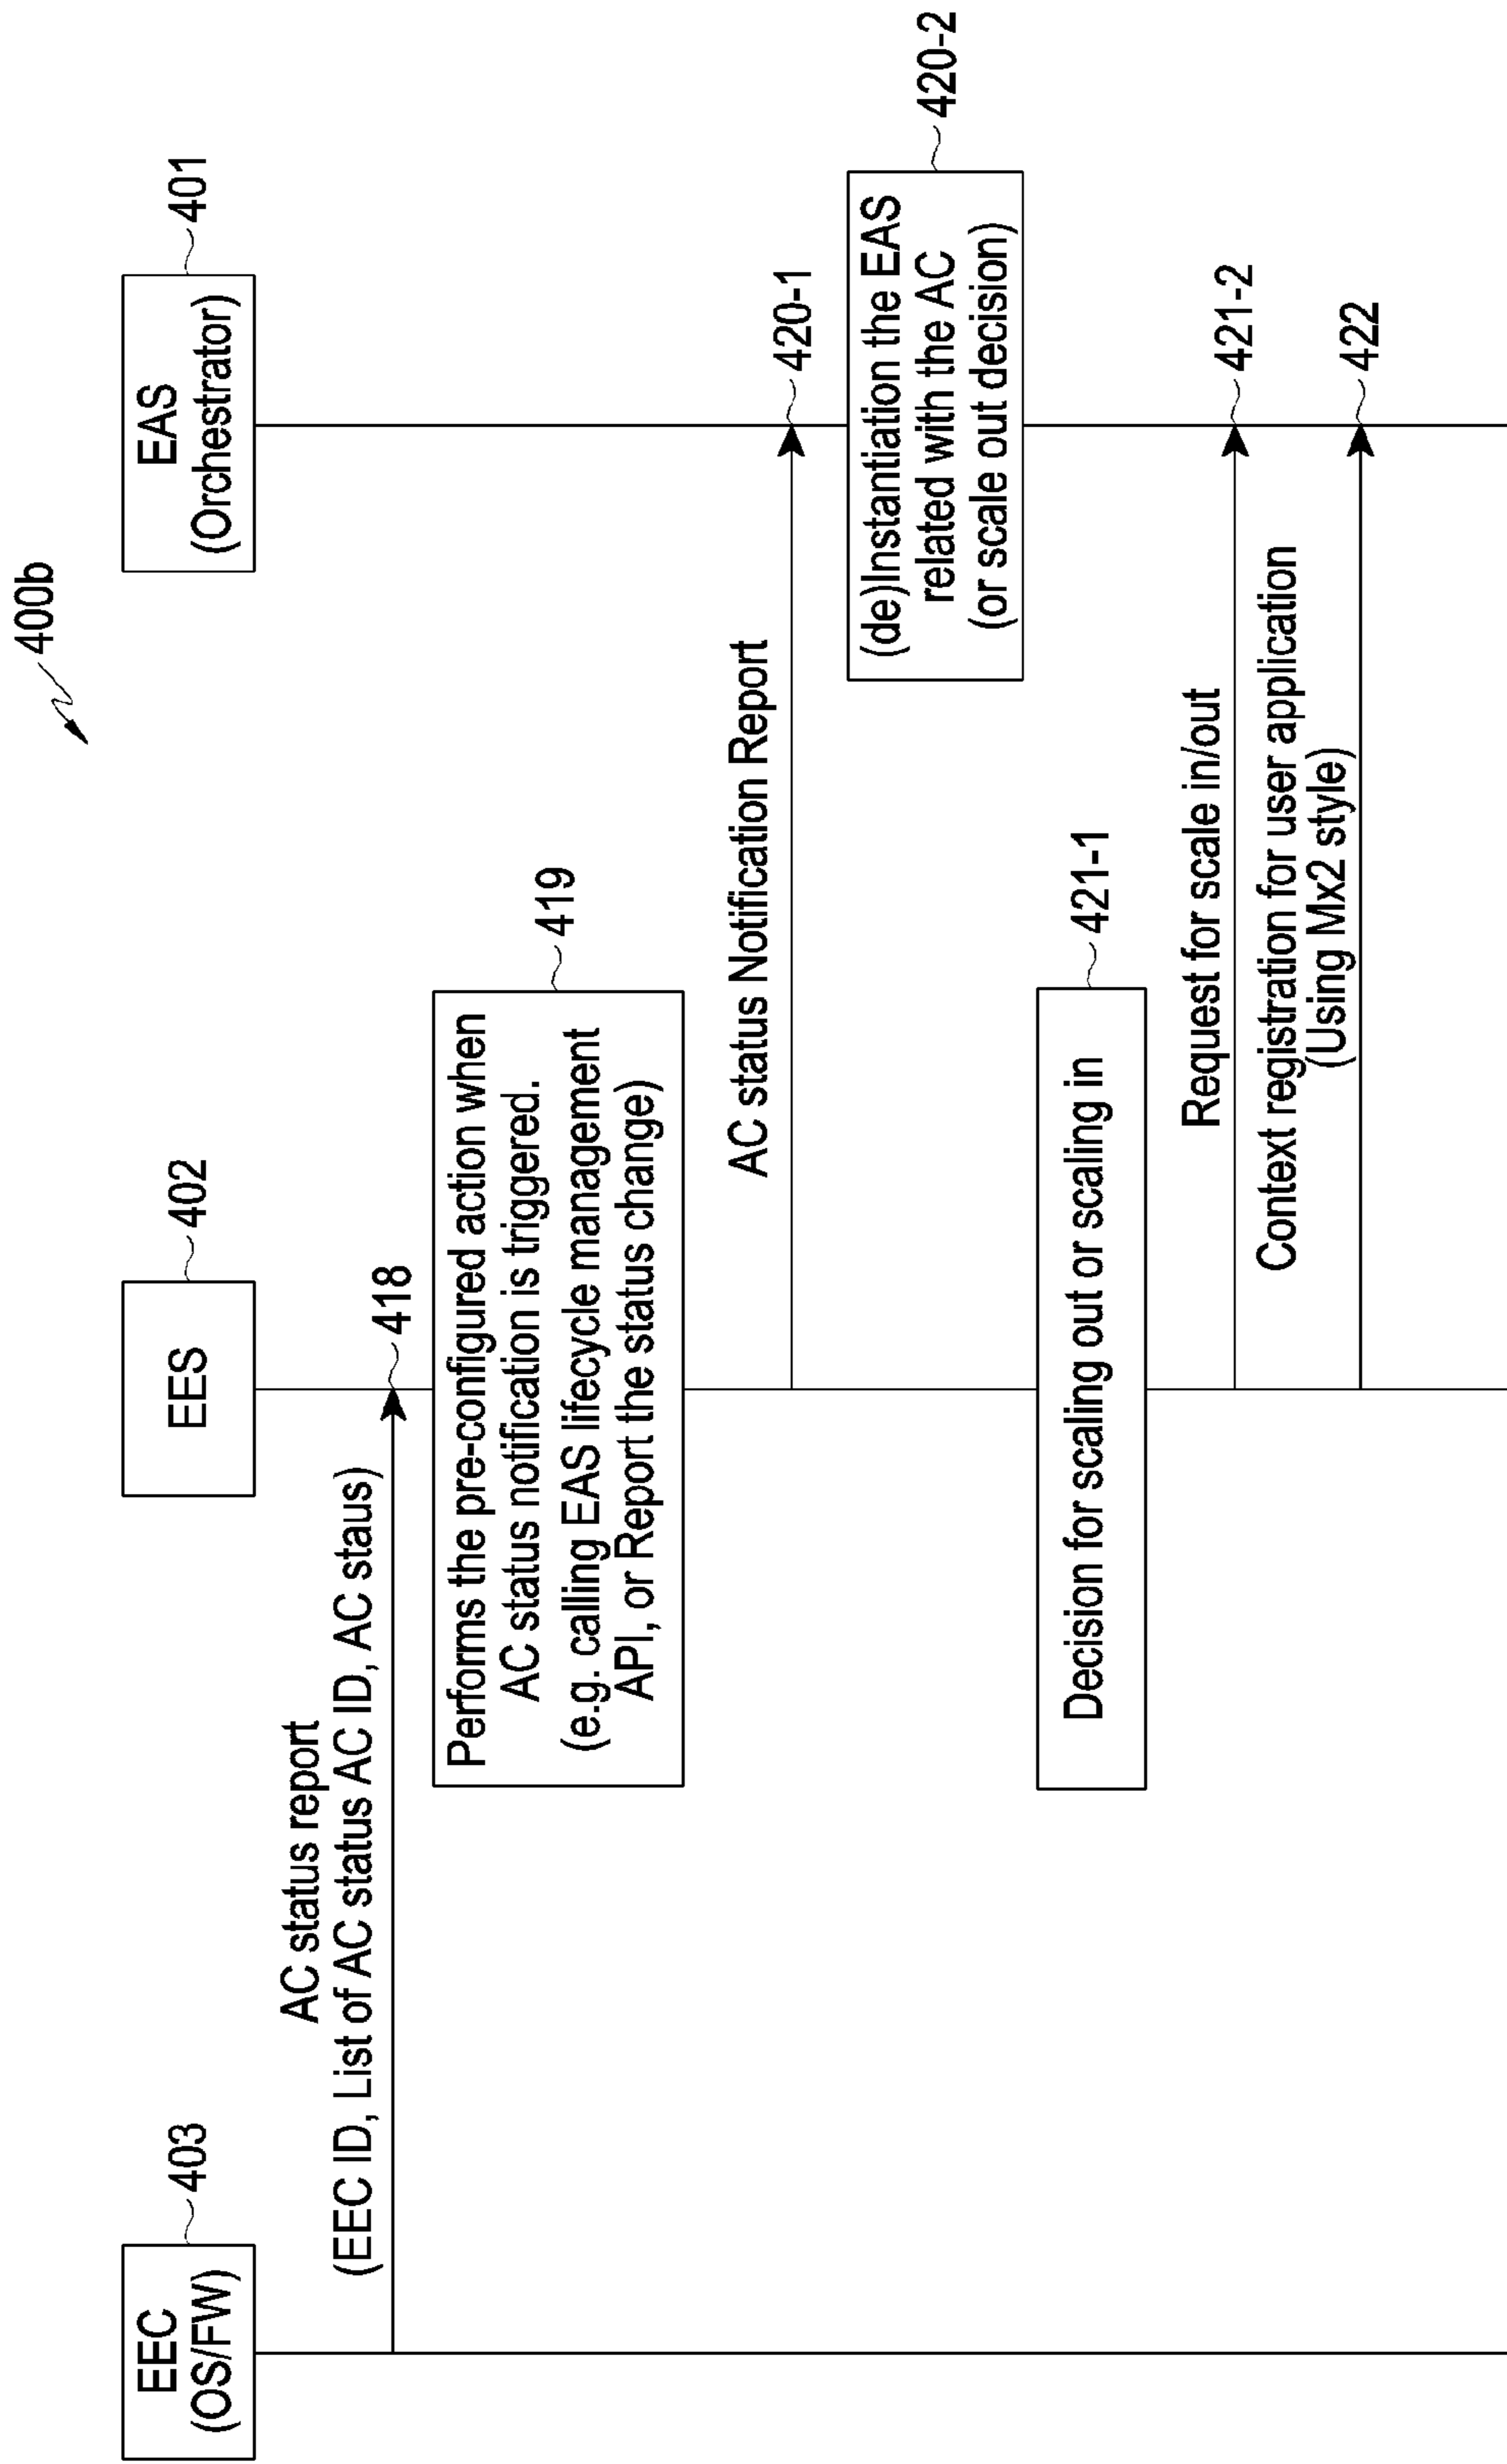 400b
EEC
(OS/FW)
403
EES
402
EAS
(Orchestrator)
401
AC status report
(EEC ID, List of AC status AC ID, AC staus)
418
Performs the pre-configured action when
AC status notification is triggered.
(e.g. calling EAS lifecycle management
API, or Report the status change)
419
AC status Notification Report
420-1
(de)Instantiation the EAS
related with the AC
(or scale out decision)
420-2
Decision for scaling out or scaling in
421-1
Request for scale in/out
421-2
Context registration for user application
(Using Mx2 style)
422